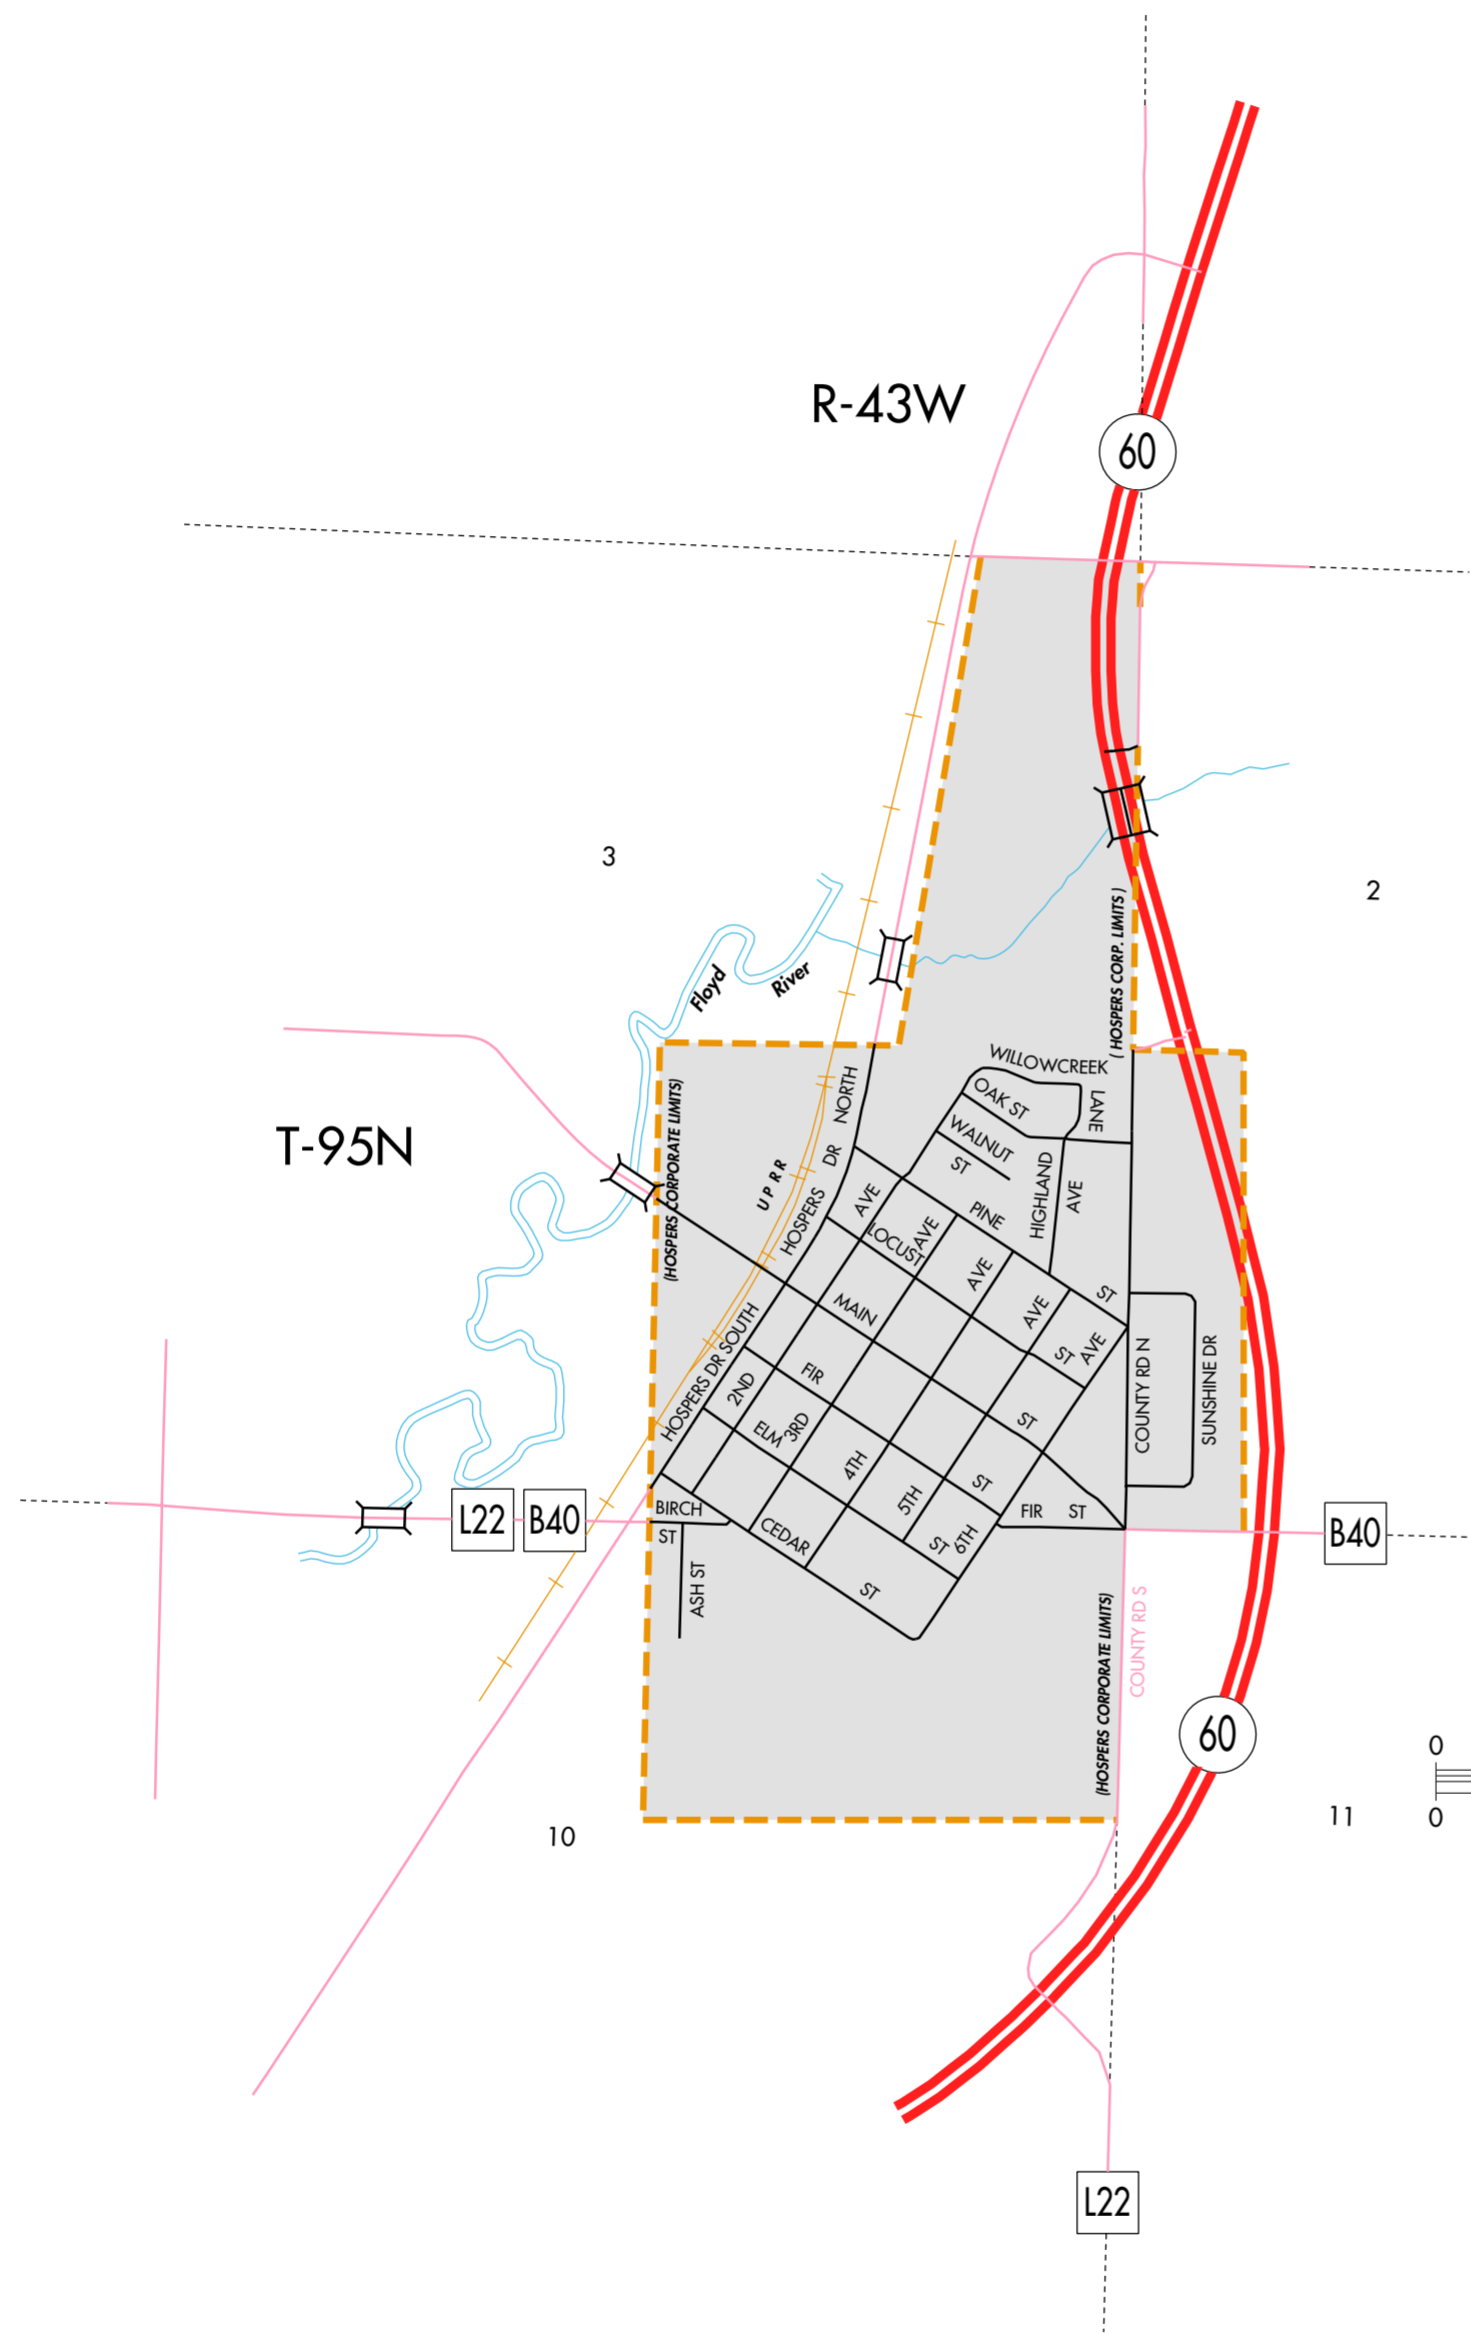 R-43W
60
3
2
( HOSPERS CORP. LIMITS )
Floyd
River
T-95N
(HOSPERS CORPORATE LIMITS)
UPRR
HOSPERS DR NORTH
WILLOWCREEK
LANE
OAK ST
WALNUT
ST
HIGHLAND
AVE
PINE
ST
AVE
AVE
AVE
AVE
AVE
LOCUST
ST
MAIN
ST
HOSPERS DR SOUTH
FIR
ST
2ND
ELM
3RD
4TH
5TH
6TH
ST
FIR ST
COUNTY RD N
SUNSHINE DR
L22
B40
BIRCH
ST
CEDAR
ST
ASH ST
B40
COUNTY RD S
(HOSPERS CORPORATE LIMITS)
60
10
11
0
0
L22